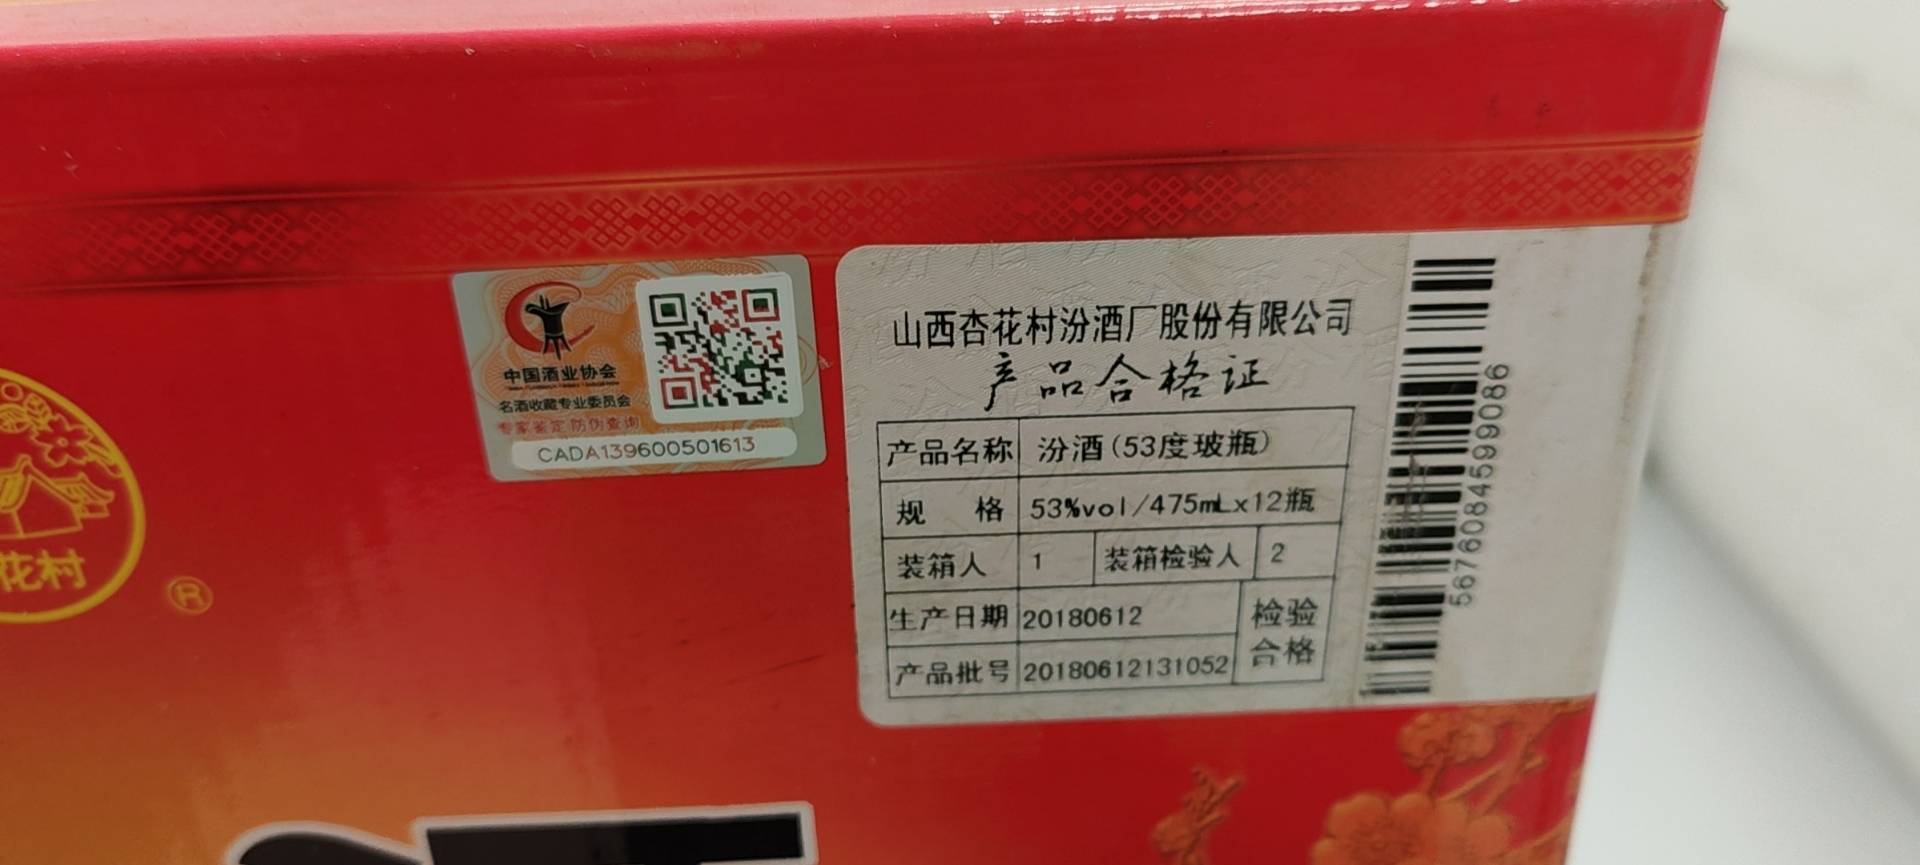 花村
®
中国酒业协会
名酒收藏专业委员会
专家鉴定 防伪查询
CADA139600501613
山西杏花村汾酒厂股份有限公司
产品合格证
产品名称 汾酒(53度玻瓶)
规 格 53%vol/475mL×12瓶
装箱人 1 装箱检验人 2
生产日期 20180612
检验合格
产品批号 20180612131052
5676084599086